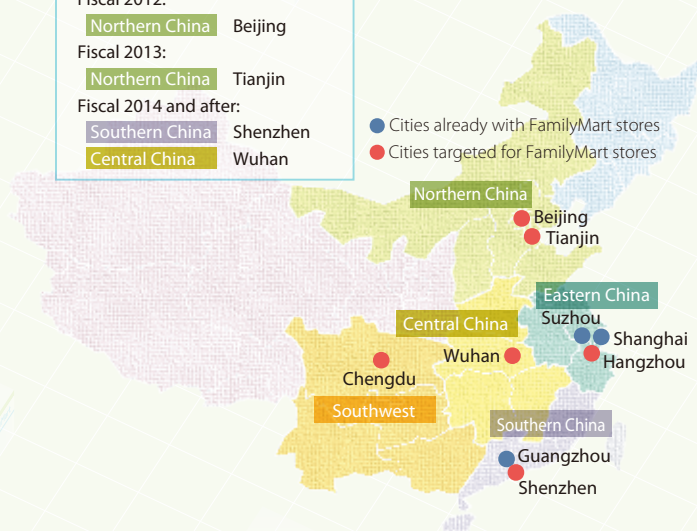 Fiscal 2012:
Northern China Beijing
Fiscal 2013:
Northern China Tianjin
Fiscal 2014 and after:
Southern China Shenzhen
Central China Wuhan
Cities already with FamilyMart stores
Cities targeted for FamilyMart stores
Northern China
Beijing
Tianjin
Eastern China
Suzhou
Shanghai
Hangzhou
Central China
Wuhan
Chengdu
Southwest
Southern China
Guangzhou
Shenzhen